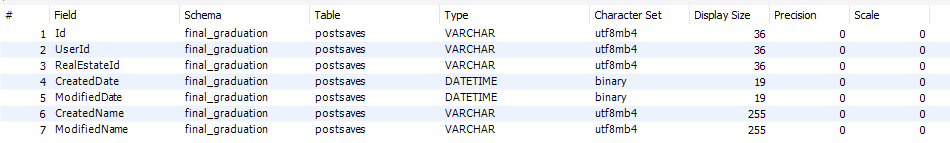 # Field Schema Table Type Character Set Display Size Precision Scale
1 Id final_graduation postsaves VARCHAR utf8mb4 36 0 0
2 UserId final_graduation postsaves VARCHAR utf8mb4 36 0 0
3 RealEstateId final_graduation postsaves VARCHAR utf8mb4 36 0 0
4 CreatedDate final_graduation postsaves DATETIME binary 19 0 0
5 ModifiedDate final_graduation postsaves DATETIME binary 19 0 0
6 CreatedName final_graduation postsaves VARCHAR utf8mb4 255 0 0
7 ModifiedName final_graduation postsaves VARCHAR utf8mb4 255 0 0